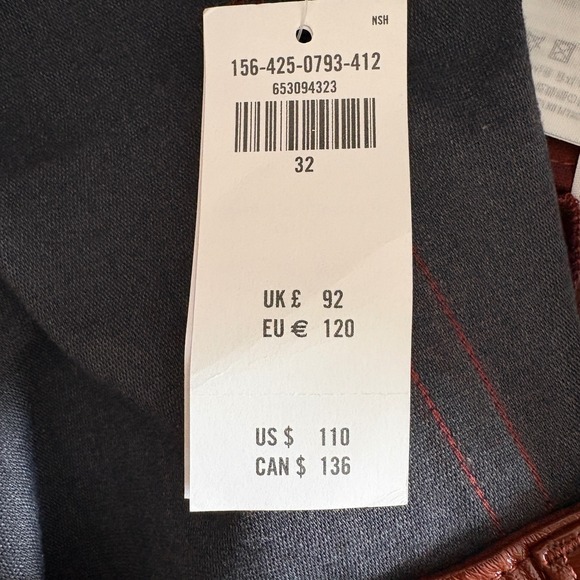 NSH
156-425-0793-412
653094323
32
UK £ 92
EU € 120
US $ 110
CAN $ 136